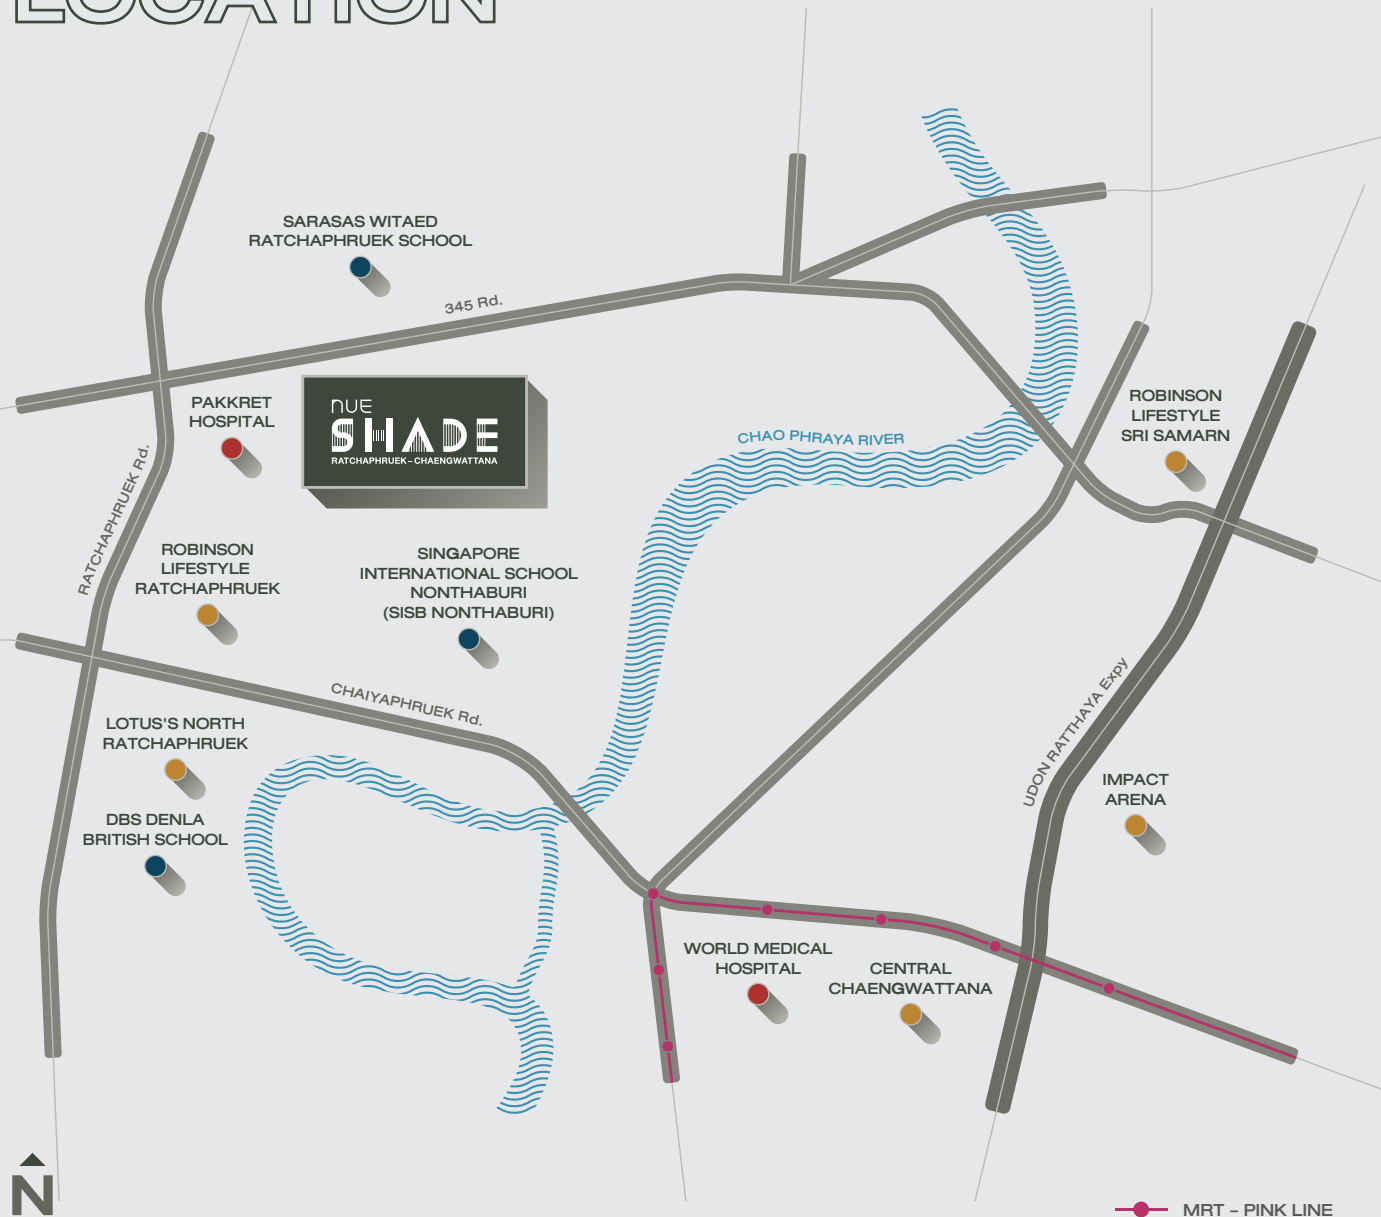 LOCATION
SARASAS WITAED
RATCHAPHRUEK SCHOOL
345 Rd.
PAKKRET
HOSPITAL
nUE
SHADE
RATCHAPHRUEK - CHAENGWATTANA
ROBINSON
LIFESTYLE
SRI SAMARN
CHAO PHRAYA RIVER
RATCHAPHRUEK Rd.
ROBINSON
LIFESTYLE
RATCHAPHRUEK
SINGAPORE
INTERNATIONAL SCHOOL
NONTHABURI
(SISB NONTHABURI)
CHAIYAPHRUEK Rd.
LOTUS'S NORTH
RATCHAPHRUEK
UDON RATTHAYA Expy
IMPACT
ARENA
DBS DENLA
BRITISH SCHOOL
WORLD MEDICAL
HOSPITAL
CENTRAL
CHAENGWATTANA
N
MRT - PINK LINE